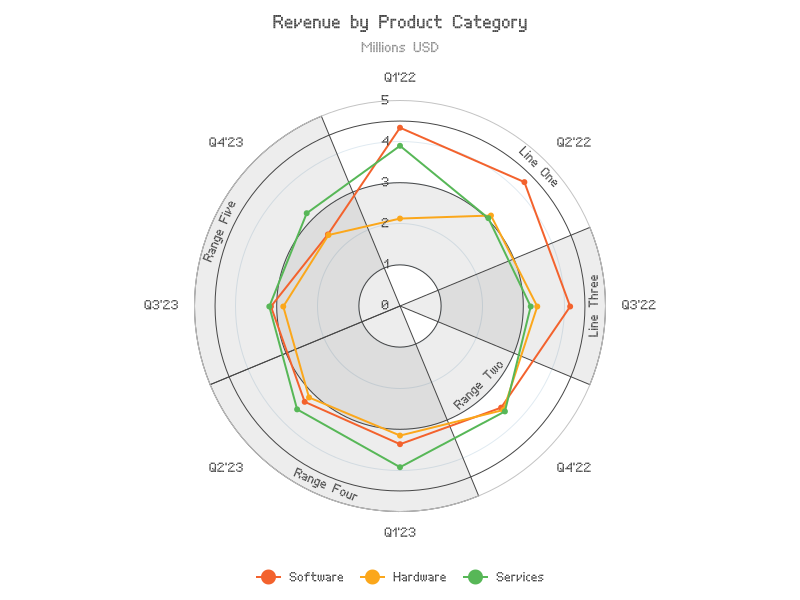 Revenue by Product Category
Millions USD
Q1'22
5
Q4'23
4
Q2'22
Line One
3
Range Five
2
1
Q3'23
0
Line Three
Q3'22
Range Two
Q2'23
Q4'22
Range Four
Q1'23
Software
Hardware
Services